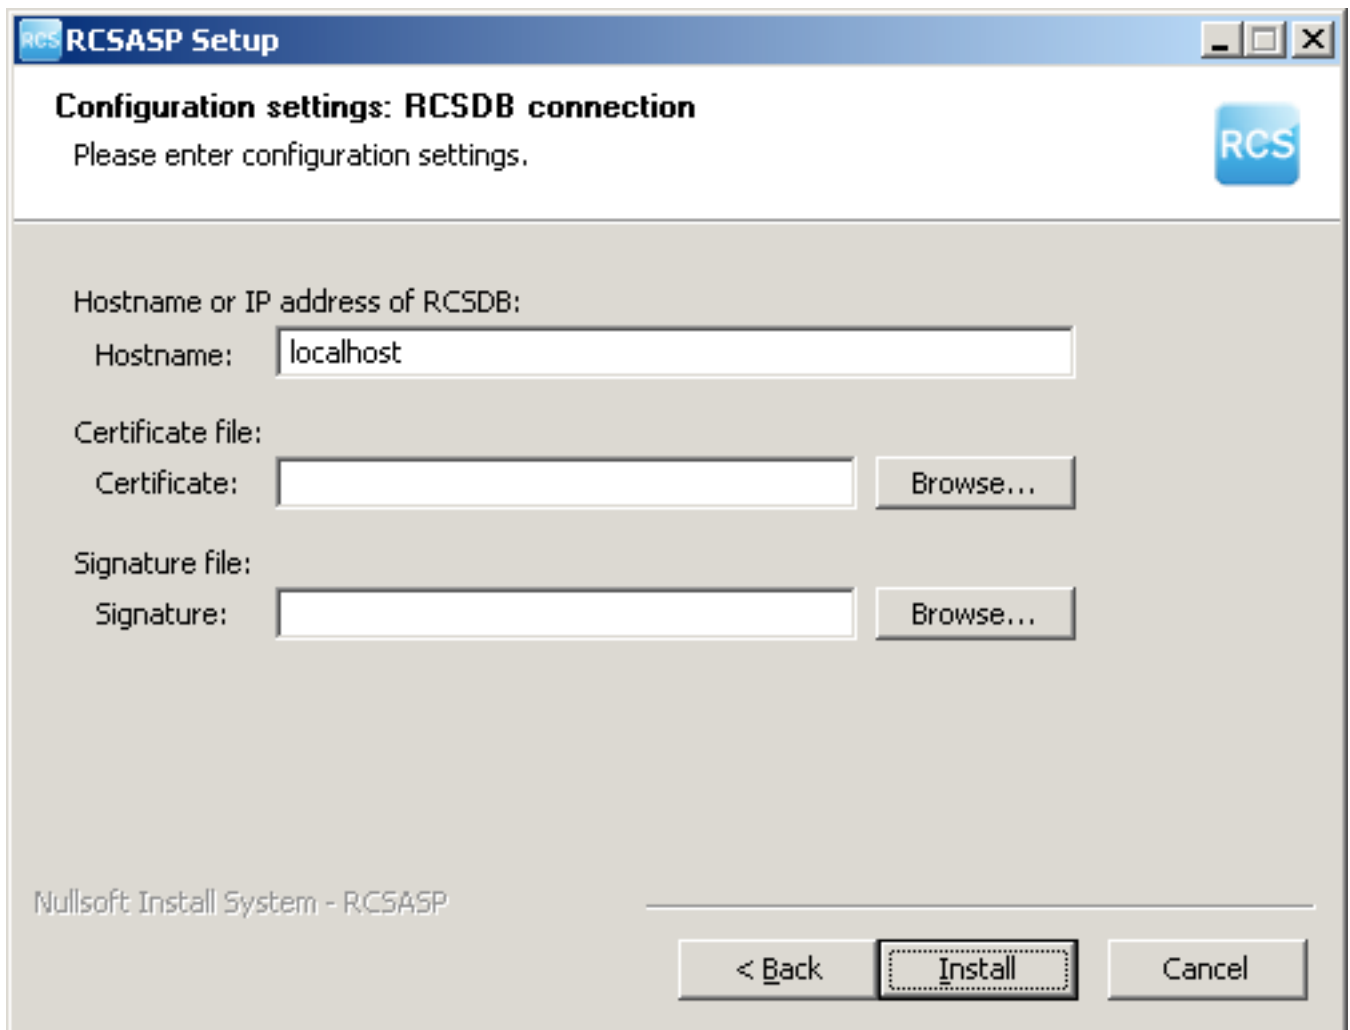 RCS RCSASP Setup
Configuration settings: RCSDB connection
Please enter configuration settings.
RCS
Hostname or IP address of RCSDB:
Hostname: localhost
Certificate file:
Certificate: Browse...
Signature file:
Signature: Browse...
Nullsoft Install System - RCSASP
< Back Install Cancel